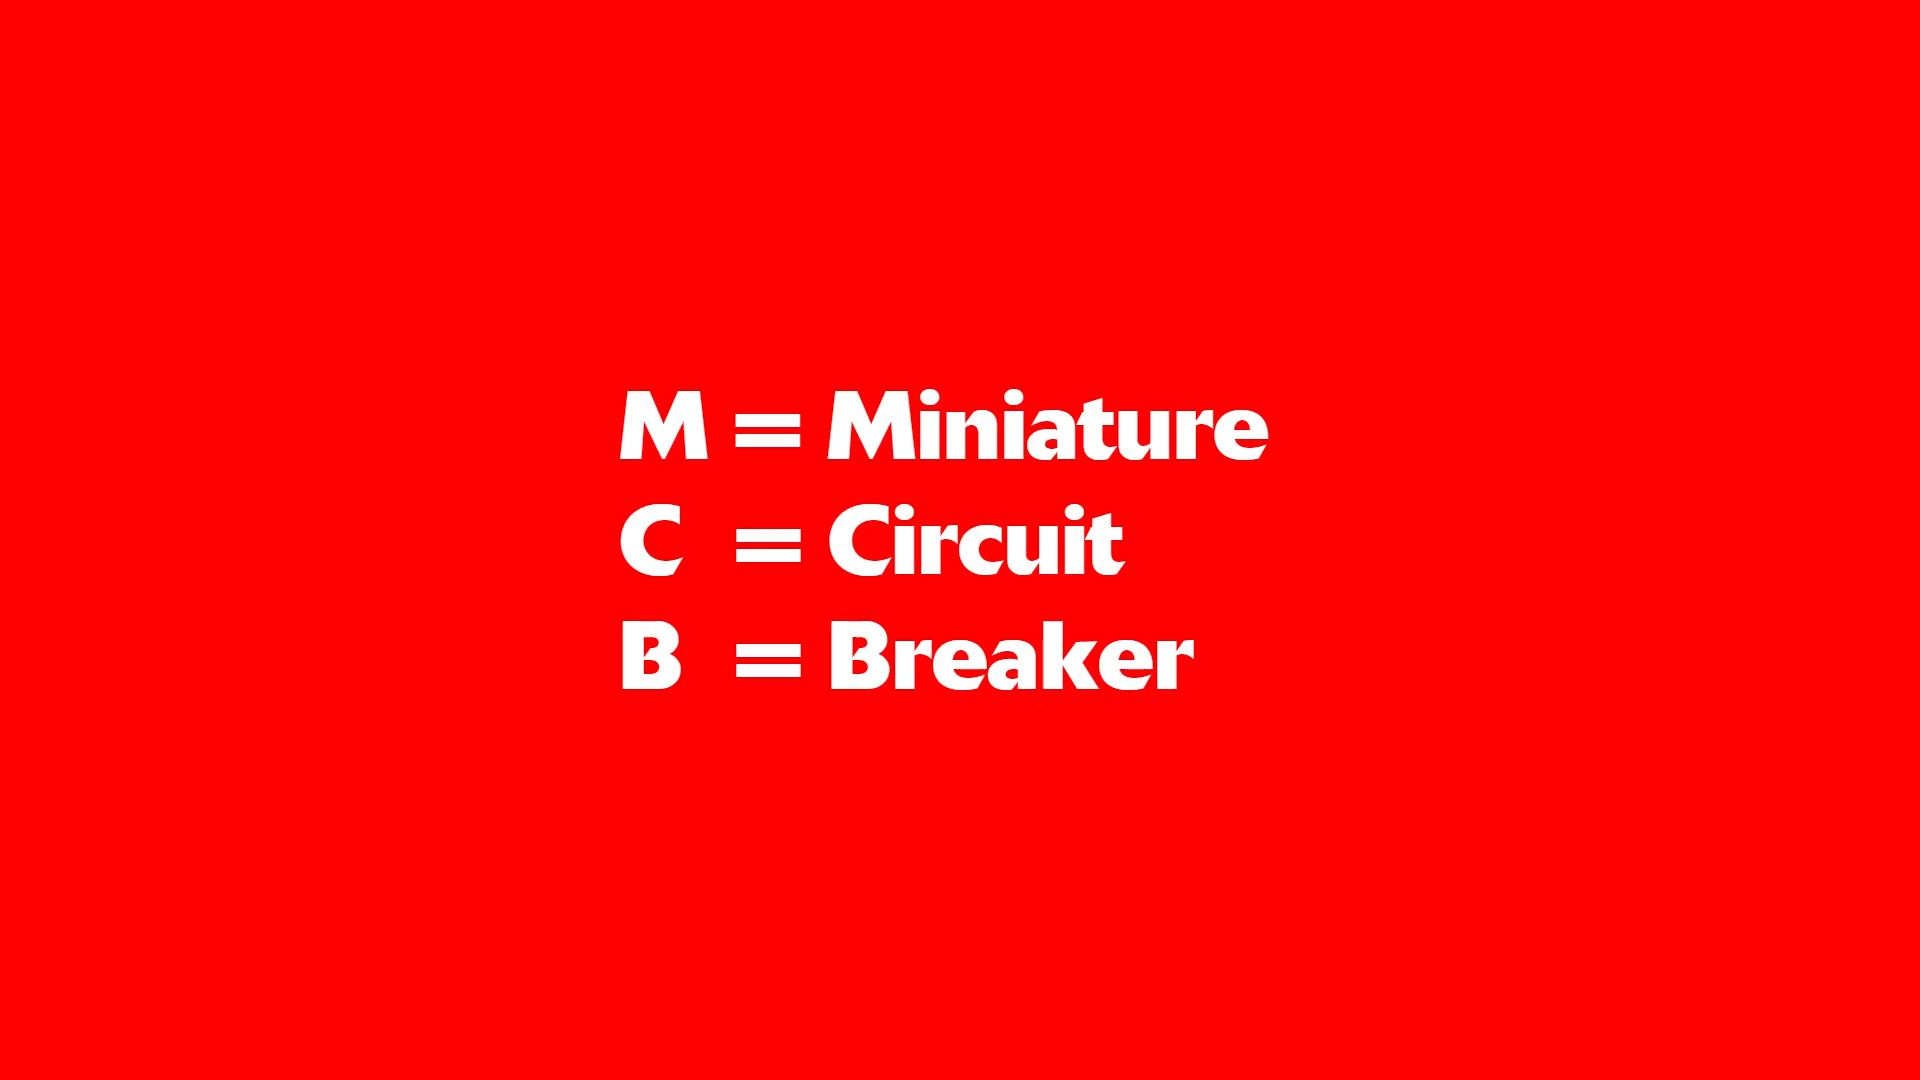 M = Miniature
C = Circuit
B = Breaker